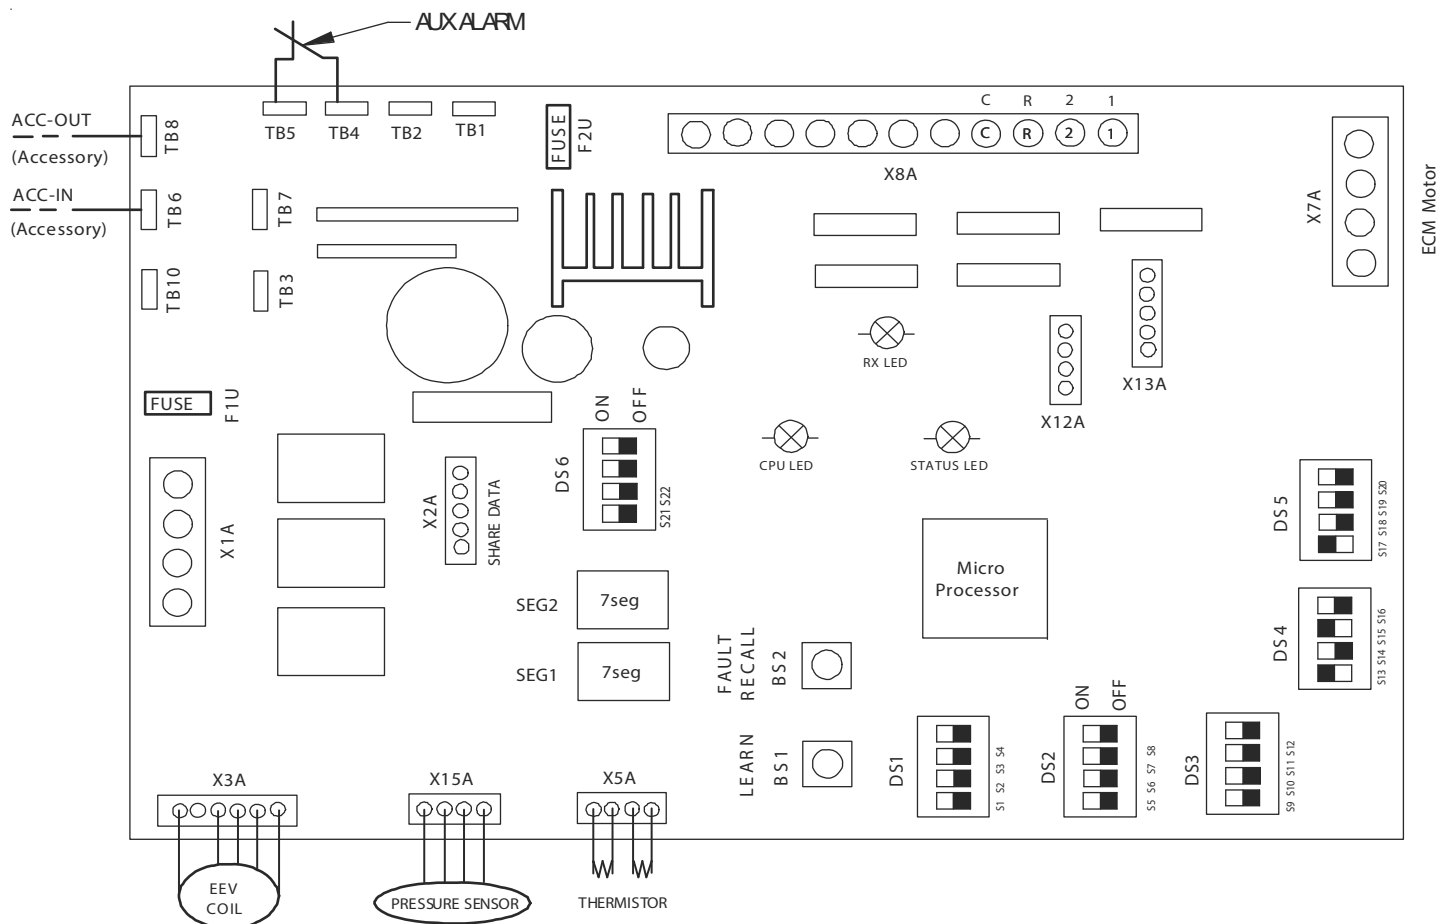 AUX ALARM
C R 2 1
ACC-OUT
(Accessory)
TB8
TB5 TB4 TB2 TB1
FUSE
F2U
C R 2 1
X8A
ACC-IN
(Accessory)
TB6
TB7
X7A
ECM Motor
TB10
TB3
RX LED
X13A
FUSE
F1U
ON
OFF
X12A
CPU LED
STATUS LED
X1A
X2A
SHARE DATA
DS6
S21 S22
DS5
S17 S18 S19 S20
Micro
Processor
SEG2
7seg
SEG1
7seg
FAULT
RECALL
BS2
DS4
S13 S14 S15 S16
ON
OFF
LEARN
BS1
DS1
S1 S2 S3 S4
DS2
S5 S6 S7 S8
DS3
S9 S10 S11 S12
X3A
X15A
X5A
EEV
COIL
PRESSURE SENSOR
THERMISTOR